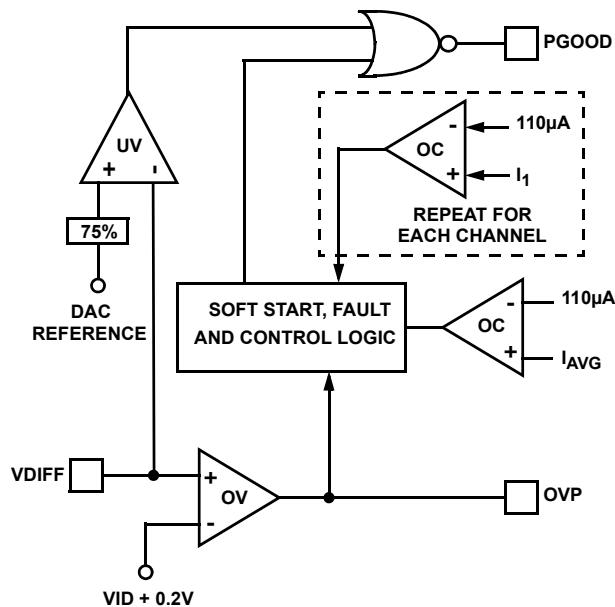 PGOOD
110µA
-
OC
+
I1
REPEAT FOR
EACH CHANNEL
UV
+ -
75%
DAC
REFERENCE
SOFT START, FAULT
AND CONTROL LOGIC
110µA
-
OC
+
IAVG
VDIFF
+
OV
-
OVP
VID + 0.2V